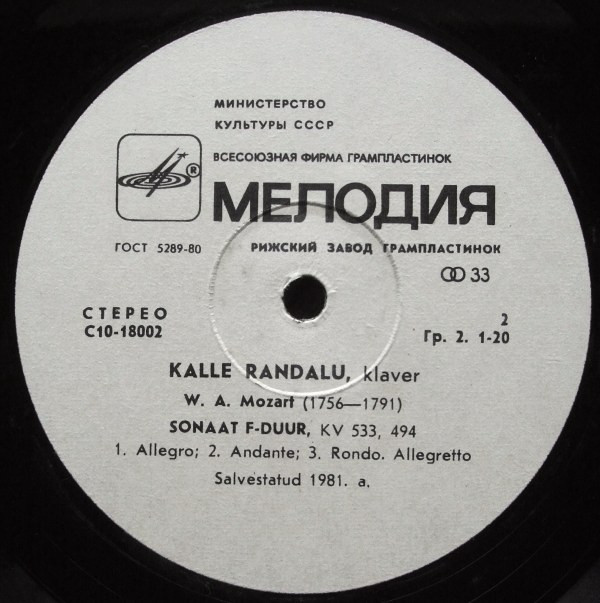 МИНИСТЕРСТВО
КУЛЬТУРЫ СССР
ВСЕСОЮЗНАЯ ФИРМА ГРАМПЛАСТИНОК
®
МЕЛОДИЯ
ГОСТ 5289-80
РИЖСКИЙ ЗАВОД ГРАМПЛАСТИНОК
33
СТЕРЕО
С10-18002
2
Гр. 2. 1-20
KALLE RANDALU, klaver
W. A. Mozart (1756—1791)
SONAAT F-DUUR, KV 533, 494
1. Allegro; 2. Andante; 3. Rondo. Allegretto
Salvestatud 1981. a.